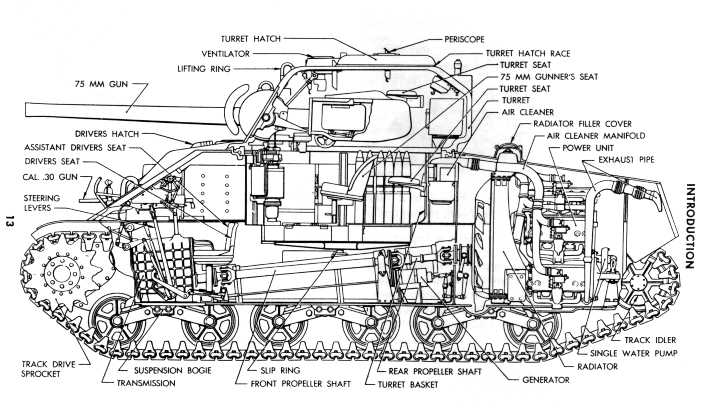 TURRET HATCH
PERISCOPE
VENTILATOR
TURRET HATCH RACE
LIFTING RING
TURRET SEAT
75 MM GUNNER'S SEAT
75 MM GUN
TURRET SEAT
TURRET
AIR CLEANER
RADIATOR FILLER COVER
DRIVERS HATCH
AIR CLEANER MANIFOLD
ASSISTANT DRIVERS SEAT
POWER UNIT
DRIVERS SEAT
EXHAUST PIPE
CAL. .30 GUN
STEERING
LEVERS
INTRODUCTION
13
TRACK IDLER
SINGLE WATER PUMP
TRACK DRIVE
SPROCKET
SUSPENSION BOGIE
SLIP RING
REAR PROPELLER SHAFT
RADIATOR
TRANSMISSION
FRONT PROPELLER SHAFT
TURRET BASKET
GENERATOR